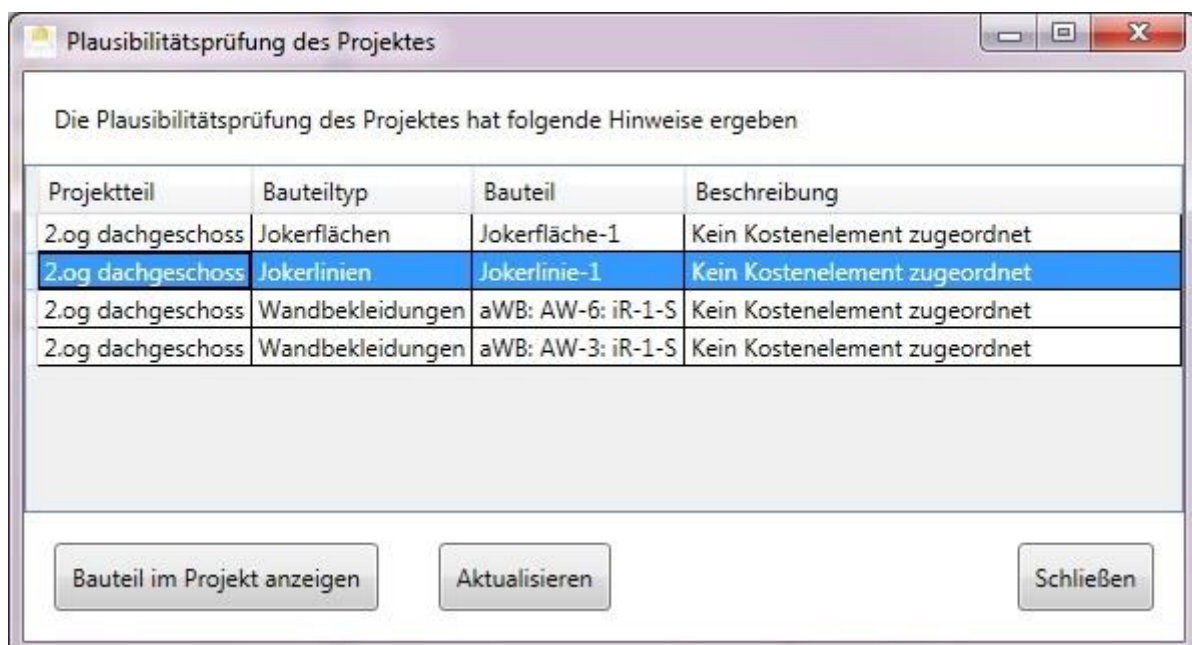 Plausibilitätsprüfung des Projektes
Die Plausibilitätsprüfung des Projektes hat folgende Hinweise ergeben
Projektteil Bauteiltyp Bauteil Beschreibung
2.og dachgeschoss Jokerflächen Jokerfläche-1 Kein Kostenelement zugeordnet
2.og dachgeschoss Jokerlinien Jokerlinie-1 Kein Kostenelement zugeordnet
2.og dachgeschoss Wandbekleidungen aWB: AW-6: iR-1-S Kein Kostenelement zugeordnet
2.og dachgeschoss Wandbekleidungen aWB: AW-3: iR-1-S Kein Kostenelement zugeordnet
Bauteil im Projekt anzeigen Aktualisieren Schließen